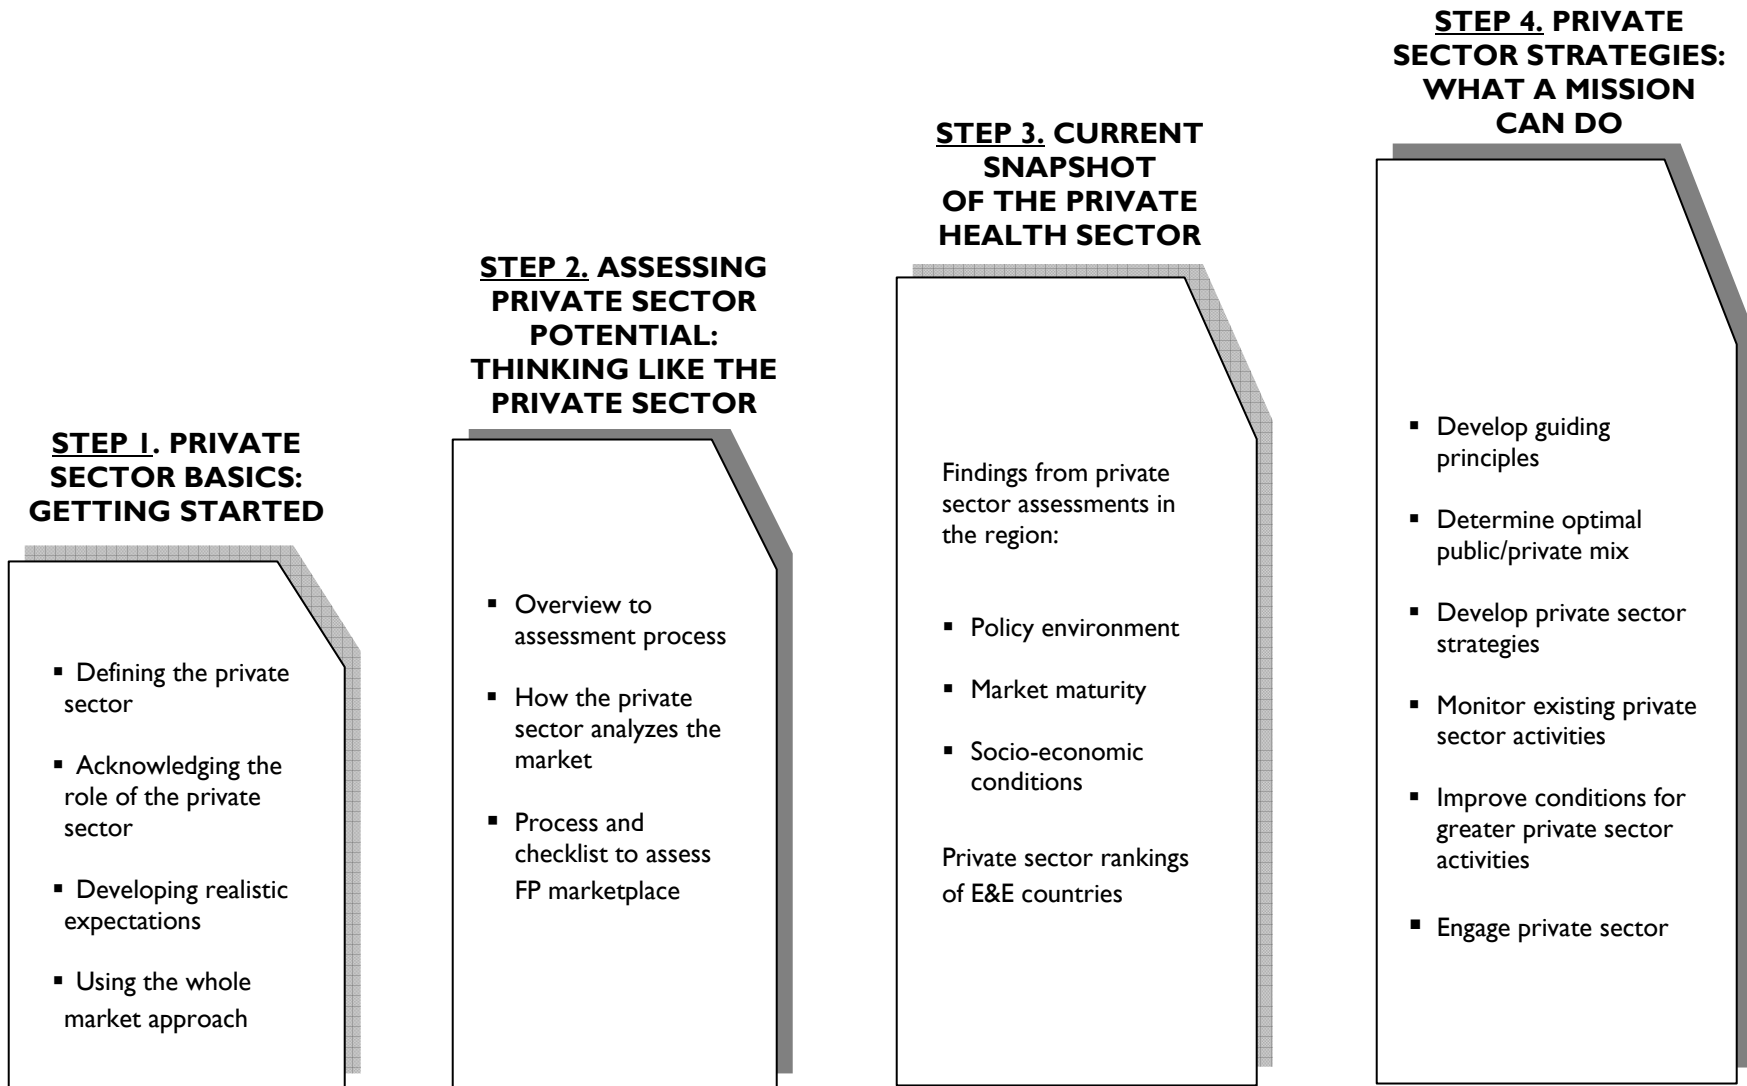 STEP 1. PRIVATE
SECTOR BASICS:
GETTING STARTED
▪ Defining the private
sector
▪ Acknowledging the
role of the private
sector
▪ Developing realistic
expectations
▪ Using the whole
market approach
STEP 2. ASSESSING
PRIVATE SECTOR
POTENTIAL:
THINKING LIKE THE
PRIVATE SECTOR
▪ Overview to
assessment process
▪ How the private
sector analyzes the
market
▪ Process and
checklist to assess
FP marketplace
STEP 3. CURRENT
SNAPSHOT
OF THE PRIVATE
HEALTH SECTOR
Findings from private
sector assessments in
the region:
▪ Policy environment
▪ Market maturity
▪ Socio-economic
conditions
Private sector rankings
of E&E countries
STEP 4. PRIVATE
SECTOR STRATEGIES:
WHAT A MISSION
CAN DO
▪ Develop guiding
principles
▪ Determine optimal
public/private mix
▪ Develop private sector
strategies
▪ Monitor existing private
sector activities
▪ Improve conditions for
greater private sector
activities
▪ Engage private sector